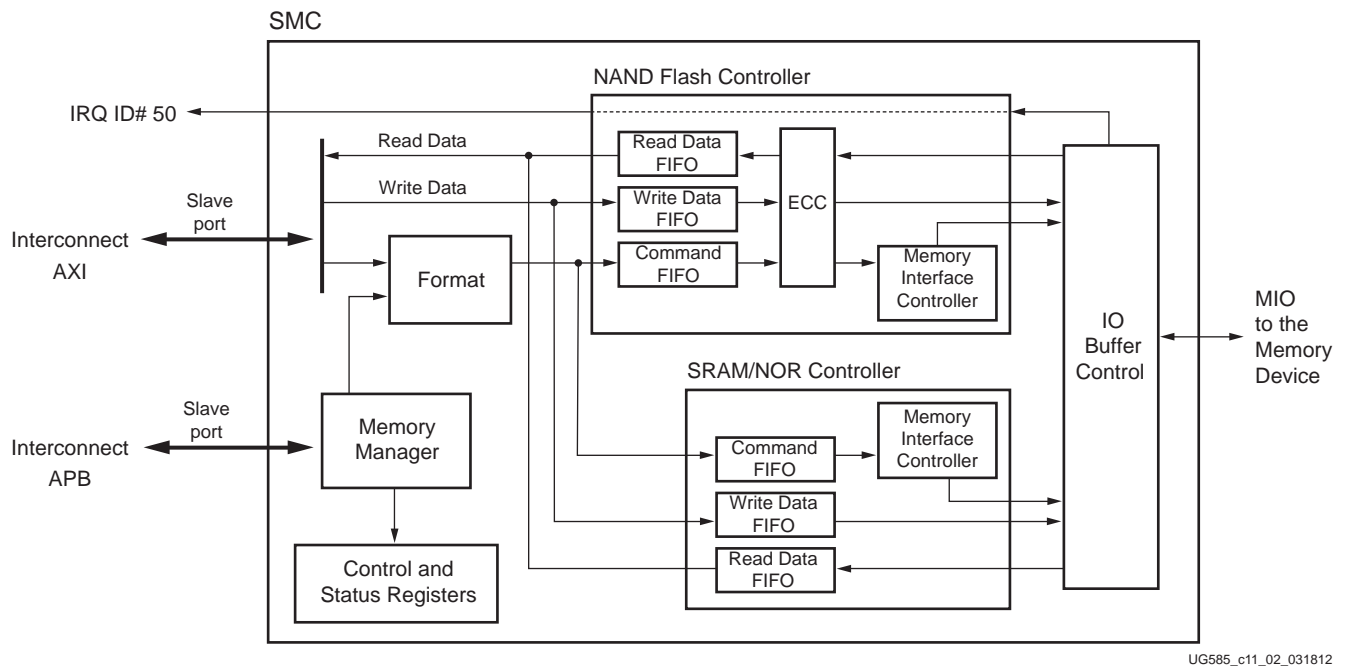 SMC
NAND Flash Controller
IRQ ID# 50
Read Data
Read Data
FIFO
Write Data
Write Data
FIFO
ECC
Slave
port
Interconnect
AXI
Format
Command
FIFO
Memory
Interface
Controller
IO
Buffer
Control
MIO
to the
Memory
Device
SRAM/NOR Controller
Slave
port
Interconnect
APB
Memory
Manager
Command
FIFO
Memory
Interface
Controller
Write Data
FIFO
Read Data
FIFO
Control and
Status Registers
UG585_c11_02_031812